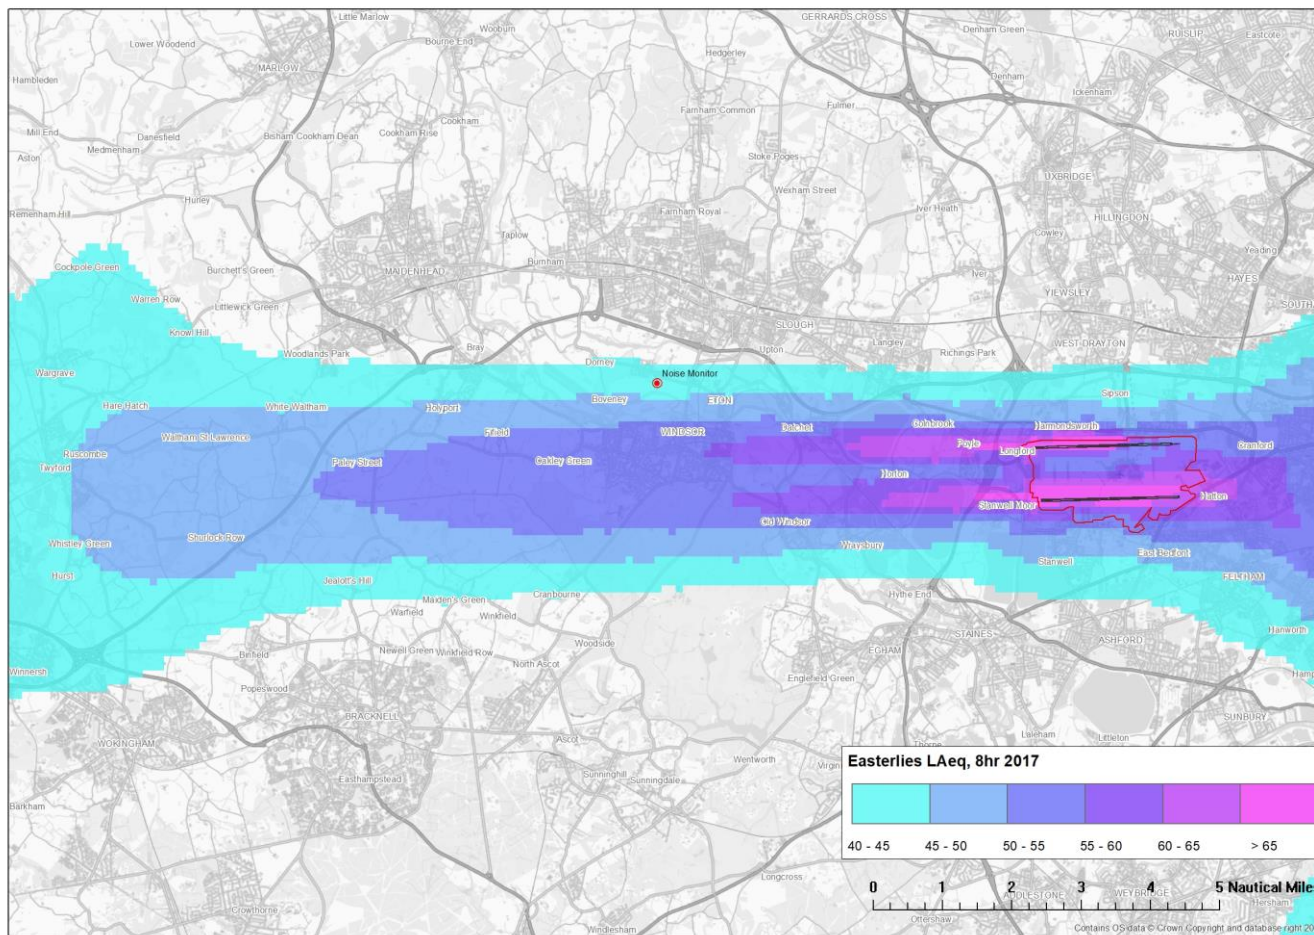 Little Marlow
Wooburn
GERRARDS CROSS
Denham Green
RUISLIP
Eastcote
Lower Woodend
Bourne End
Hedgerley
MARLOW
Denham
Hambleden
Ickenham
Cookham
Farnham Common
Fulmer
Mill End
Danesfield
Bisham Cookham Dean
Cookham Rise
Medmenham
Aston
Stoke Poges
UXBRIDGE
Wexham Street
Hurley
Farnham Royal
Iver Heath
Remenham Hill
HILLINGDON
Taplow
Cowley
Yeading
Burnham
Cockpole Green
Burchett's Green
MAIDENHEAD
Iver
HAYES
Warren Row
YIEWSLEY
Littlewick Green
SOUTH
Knowl Hill
SLOUGH
Langley
WEST DRAYTON
Woodlands Park
Bray
Upton
Richings Park
Dorney
Wargrave
Noise Monitor
Sipson
Hare Hatch
White Waltham
Holyport
Boveney
ETON
Waltham St Lawrence
Fifield
WINDSOR
Datchet
Colnbrook
Harmondsworth
Poyle
Longford
Cranford
Ruscombe
Twyford
Paley Street
Oakley Green
Horton
Stanwell Moor
Hatton
Old Windsor
Whistley Green
Shurlock Row
Wraysbury
East Bedfont
Stanwell
Hurst
Jealott's Hill
FELTHAM
Maiden's Green
Cranbourne
Hythe End
Warfield
Winkfield
Hanworth
STAINES
ASHFORD
Binfield
Newell Green
Winkfield Row
Woodside
EGHAM
North Ascot
Winnersh
Englefield Green
Hamp
Popeswood
BRACKNELL
SUNBURY
WOKINGHAM
Ascot
Laleham
Littleton
Thorpe
Wentworth
Virgin
Easthampstead
Sunninghill
Sunningdale
Easterlies LAeq, 8hr 2017
40 - 45
45 - 50
50 - 55
55 - 60
60 - 65
> 65
Barkham
Longcross
0 1 2 3 4 5 Nautical Mile
ADDLESTONE
WEYBRIDGE
Hersham
Crowthorne
Ottershaw
Windlesham
Contains OS data © Crown Copyright and database right 20